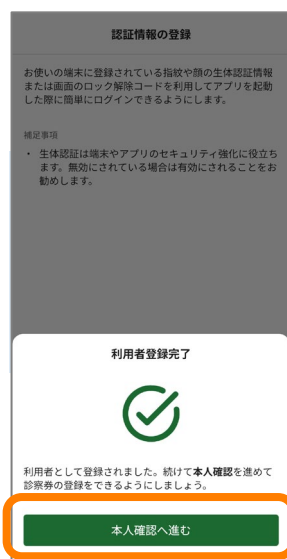 認証情報の登録
お使いの端末に登録されている指紋や顔の生体認証情報
または画面のロック解除コードを利用してアプリを起動
した際に簡単にログインできるようにします。
補足事項
・ 生体認証は端末やアプリのセキュリティ強化に役立ち
ます。無効にされている場合は有効にされることをお
勧めします。
利用者登録完了
利用者として登録されました。続けて本人確認を進めて
診察券の登録をできるようにしましょう。
本人確認へ進む